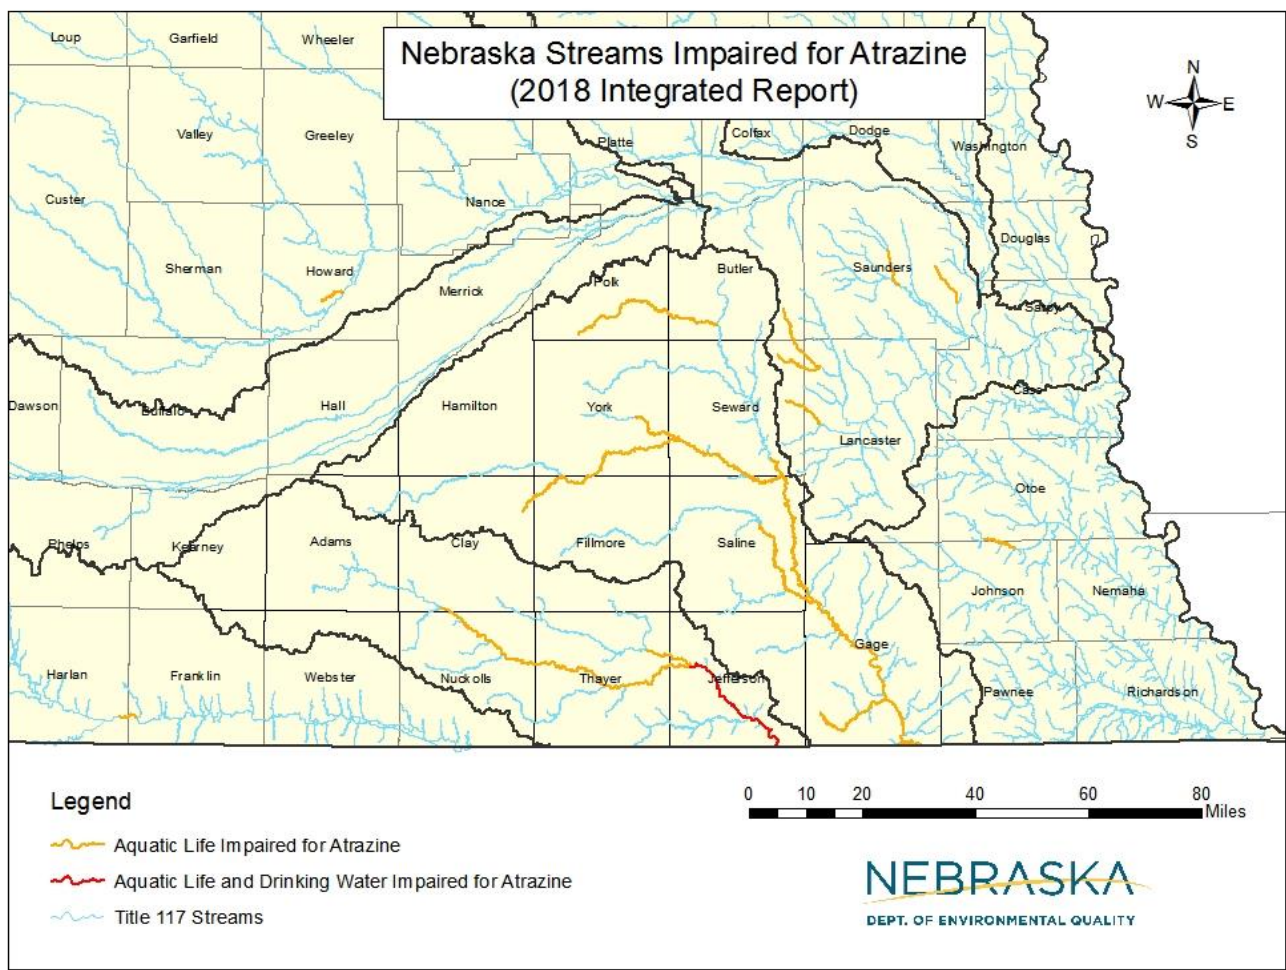 Nebraska Streams Impaired for Atrazine
(2018 Integrated Report)
N
W E
S
Loup Garfield Wheeler
Platte Colfax Dodge
Valley Greeley Washington
Custer Nance
Douglas
Sherman Howard Merrick Polk Butler Saunders
Sarpy
Dawson Buffalo Hall Hamilton York Seward Cass
Lancaster
Otoe
Phelps Kearney Adams Clay Fillmore Saline
Johnson Nemaha
Gage
Harlan Franklin Webster Nuckolls Thayer Jefferson Pawnee Richardson
Legend
Aquatic Life Impaired for Atrazine
Aquatic Life and Drinking Water Impaired for Atrazine
Title 117 Streams
0 10 20 40 60 80
Miles
NEBRASKA
DEPT. OF ENVIRONMENTAL QUALITY